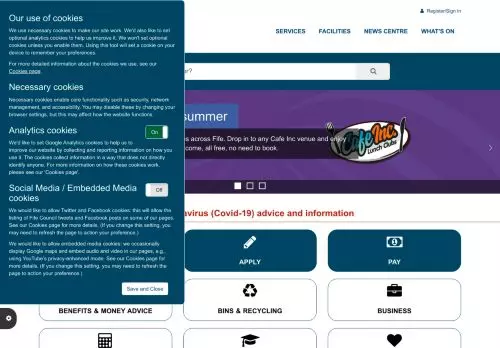 Our use of cookies
We use necessary cookies to make our site work. We'd also like to set
optional analytics cookies to help us improve it. We won't set optional
cookies unless you enable them. Using this tool will set a cookie on your
device to remember your preferences.
For more detailed information about the cookies we use, see our
Cookies page.
Necessary cookies
Necessary cookies enable core functionality such as security, network
management, and accessibility. You may disable these by changing your
browser settings, but this may affect how the website functions.
Analytics cookies
On
We'd like to set Google Analytics cookies to help us to
improve our website by collecting and reporting information on how you
use it. The cookies collect information in a way that does not directly
identify anyone. For more information on how these cookies work,
please see our 'Cookies page'.
Social Media / Embedded Media
cookies
Off
We would like to allow Twitter and Facebook cookies: this will allow the
listing of Fife Council tweets and Facebook posts on some of our pages.
See our Cookies page for more details. (If you change this setting, you
may need to refresh the page to action your preference.)
We would like to allow embedded media cookies: we occasionally
display Google maps and embed audio and video in our pages, e.g.,
using YouTube's privacy-enhanced mode. See our Cookies page for
more details. (If you change this setting, you may need to refresh the
page to action your preference.)
Save and Close
Register/Sign In
SERVICES
FACILITIES
NEWS CENTRE
WHAT'S ON
?
summer
s across Fife. Drop in to any Cafe Inc venue and enjoy
come, all free, no need to book.
Cafe Inc.
Lunch Clubs
avirus (Covid-19) advice and information
APPLY
PAY
BENEFITS & MONEY ADVICE
BINS & RECYCLING
BUSINESS